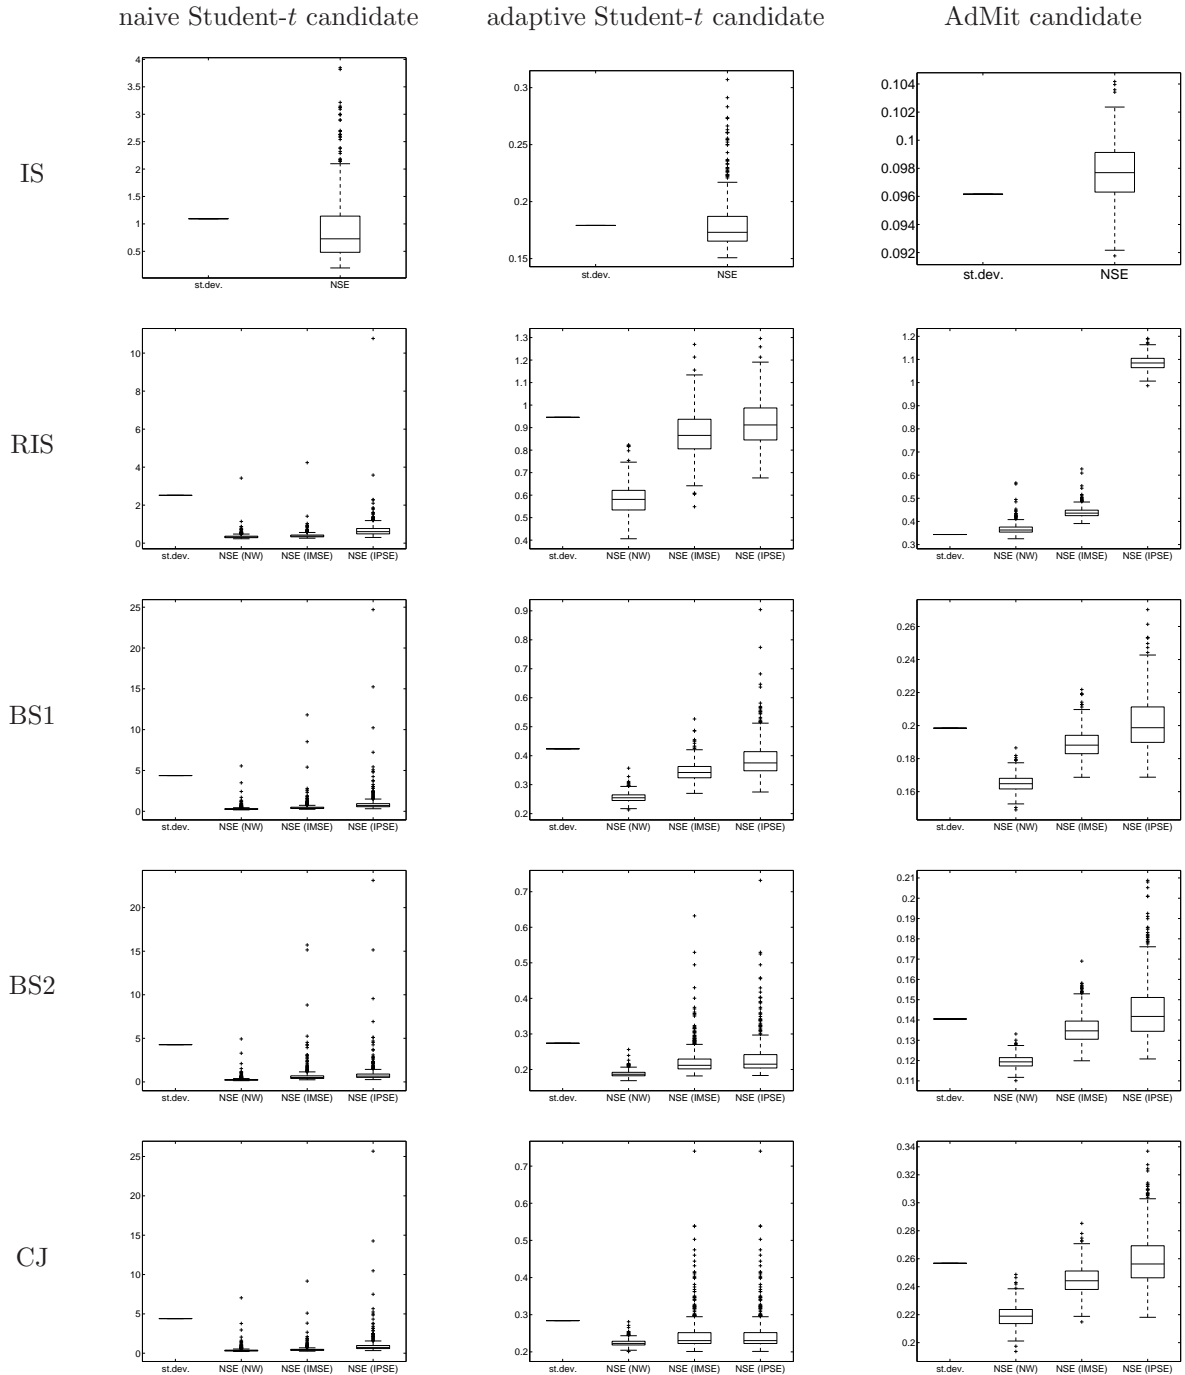 naive Student-t candidate
adaptive Student-t candidate
AdMit candidate
IS
4
3.5
3
2.5
2
1.5
1
0.5
st.dev.
NSE
0.3
0.25
0.2
0.15
st.dev.
NSE
0.104
0.102
0.1
0.098
0.096
0.094
0.092
st.dev.
NSE
RIS
10
8
6
4
2
0
st.dev.
NSE (NW)
NSE (IMSE)
NSE (IPSE)
1.3
1.2
1.1
1
0.9
0.8
0.7
0.6
0.5
0.4
st.dev.
NSE (NW)
NSE (IMSE)
NSE (IPSE)
1.2
1.1
1
0.9
0.8
0.7
0.6
0.5
0.4
0.3
st.dev.
NSE (NW)
NSE (IMSE)
NSE (IPSE)
BS1
25
20
15
10
5
0
st.dev.
NSE (NW)
NSE (IMSE)
NSE (IPSE)
0.9
0.8
0.7
0.6
0.5
0.4
0.3
0.2
st.dev.
NSE (NW)
NSE (IMSE)
NSE (IPSE)
0.26
0.24
0.22
0.2
0.18
0.16
st.dev.
NSE (NW)
NSE (IMSE)
NSE (IPSE)
BS2
20
15
10
5
0
st.dev.
NSE (NW)
NSE (IMSE)
NSE (IPSE)
0.7
0.6
0.5
0.4
0.3
0.2
st.dev.
NSE (NW)
NSE (IMSE)
NSE (IPSE)
0.21
0.2
0.19
0.18
0.17
0.16
0.15
0.14
0.13
0.12
0.11
st.dev.
NSE (NW)
NSE (IMSE)
NSE (IPSE)
CJ
25
20
15
10
5
0
st.dev.
NSE (NW)
NSE (IMSE)
NSE (IPSE)
0.7
0.6
0.5
0.4
0.3
0.2
st.dev.
NSE (NW)
NSE (IMSE)
NSE (IPSE)
0.34
0.32
0.3
0.28
0.26
0.24
0.22
0.2
st.dev.
NSE (NW)
NSE (IMSE)
NSE (IPSE)